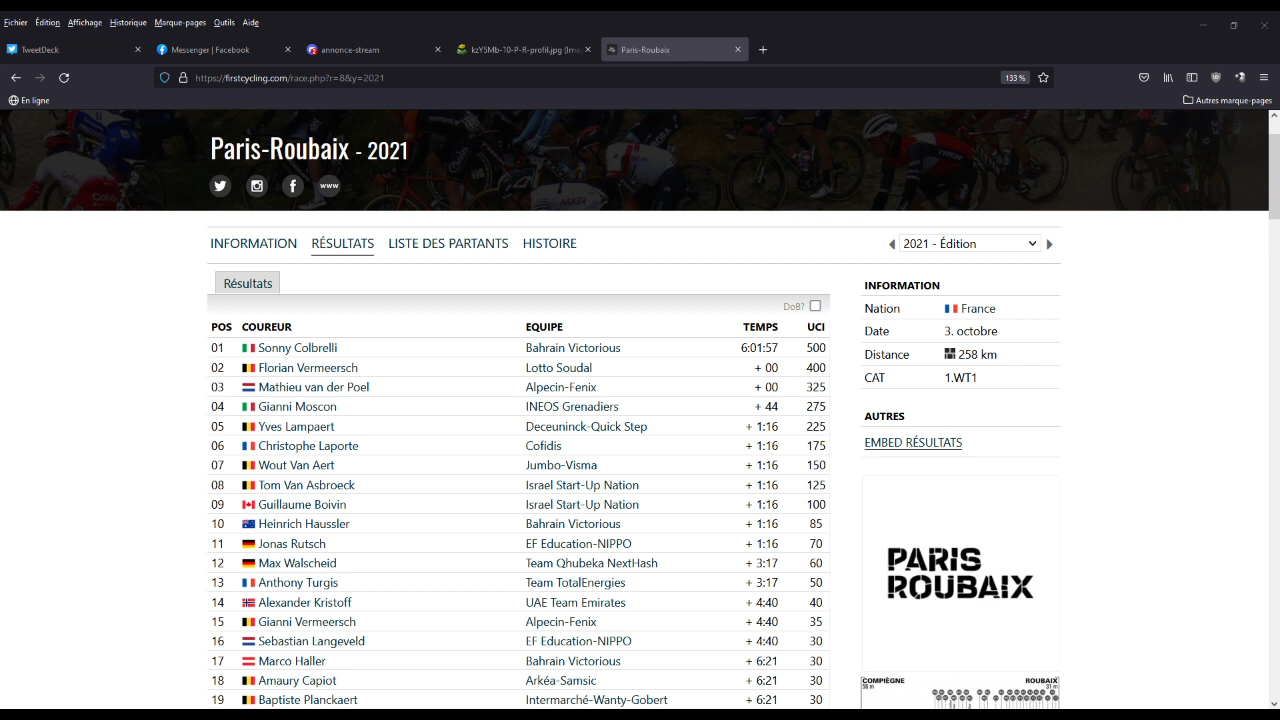 Fichier Édition Affichage Historique Marque-pages Outils Aide
TweetDeck
Messenger | Facebook
annonce-stream
kzY5Mb-10-P-R-profil.jpg (Ima
Paris-Roubaix
https://firstcycling.com/race.php?r=8&y=2021
133 %
En ligne
Autres marque-pages
Paris-Roubaix - 2021
www
INFORMATION RÉSULTATS LISTE DES PARTANTS HISTOIRE
2021 - Édition
Résultats
DoB?
POS COUREUR EQUIPE TEMPS UCI
01 Sonny Colbrelli Bahrain Victorious 6:01:57 500
02 Florian Vermeersch Lotto Soudal + 00 400
03 Mathieu van der Poel Alpecin-Fenix + 00 325
04 Gianni Moscon INEOS Grenadiers + 44 275
05 Yves Lampaert Deceuninck-Quick Step + 1:16 225
06 Christophe Laporte Cofidis + 1:16 175
07 Wout Van Aert Jumbo-Visma + 1:16 150
08 Tom Van Asbroeck Israel Start-Up Nation + 1:16 125
09 Guillaume Boivin Israel Start-Up Nation + 1:16 100
10 Heinrich Haussler Bahrain Victorious + 1:16 85
11 Jonas Rutsch EF Education-NIPPO + 1:16 70
12 Max Walscheid Team Qhubeka NextHash + 3:17 60
13 Anthony Turgis Team TotalEnergies + 3:17 50
14 Alexander Kristoff UAE Team Emirates + 4:40 40
15 Gianni Vermeersch Alpecin-Fenix + 4:40 35
16 Sebastian Langeveld EF Education-NIPPO + 4:40 30
17 Marco Haller Bahrain Victorious + 6:21 30
18 Amaury Capiot Arkéa-Samsic + 6:21 30
19 Baptiste Planckaert Intermarché-Wanty-Gobert + 6:21 30
INFORMATION
Nation France
Date 3. octobre
Distance 258 km
CAT 1.WT1
AUTRES
EMBED RÉSULTATS
PARIS
ROUBAIX
COMPIÈGNE ROUBAIX
58 m 31 m